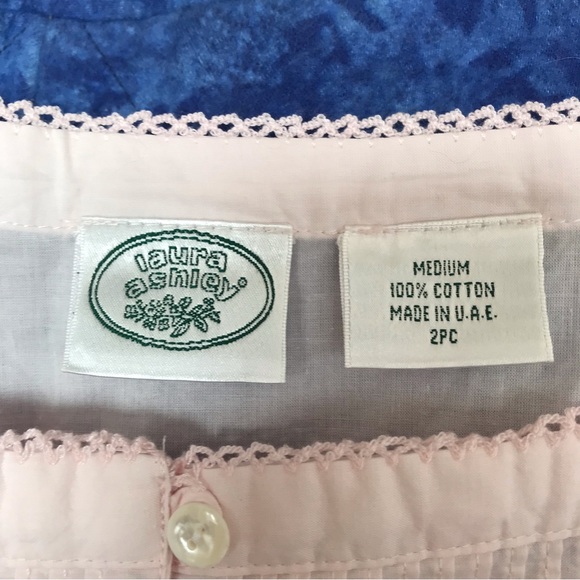 laura
ashley®
MEDIUM
100% COTTON
MADE IN U.A.E.
2PC